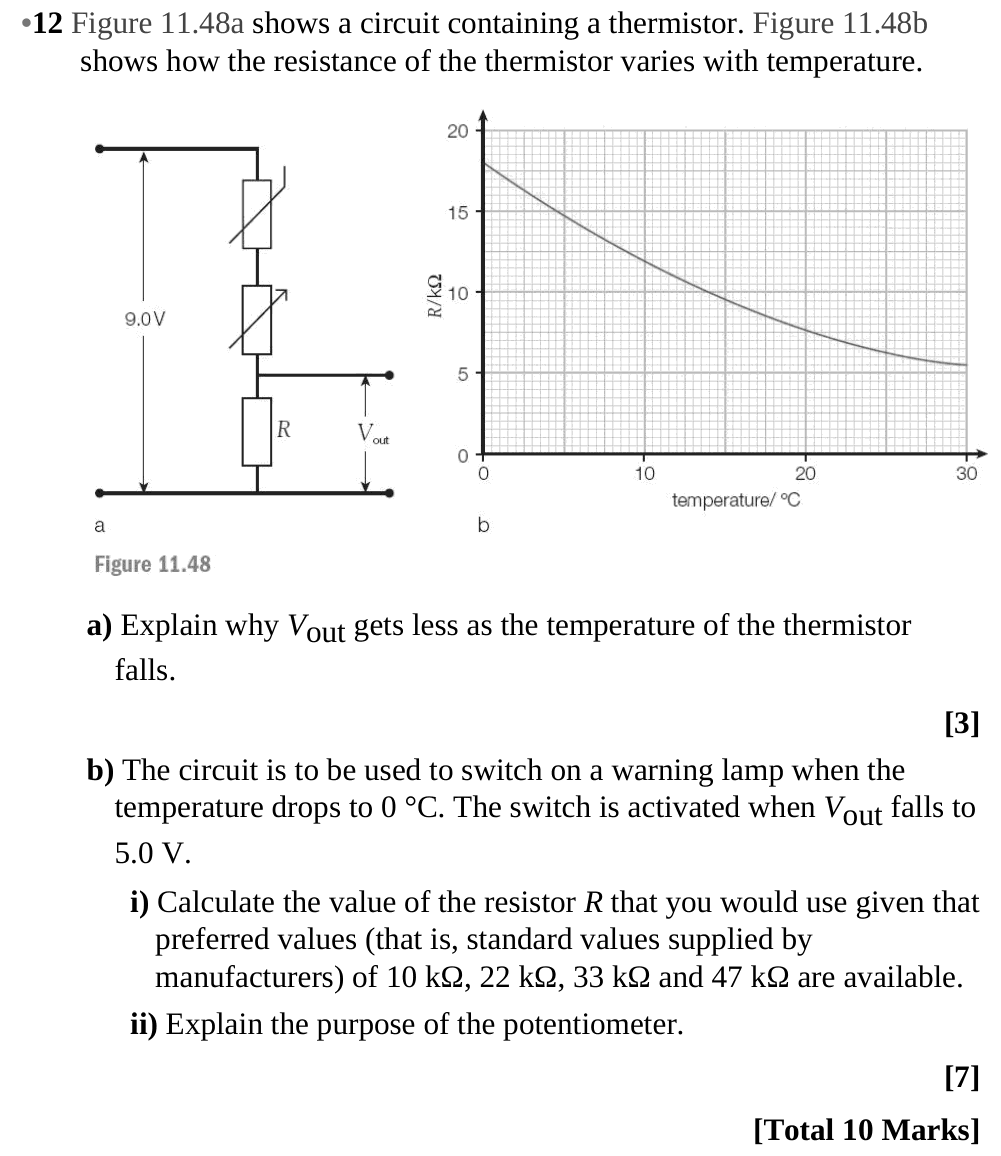 •12 Figure 11.48a shows a circuit containing a thermistor. Figure 11.48b
shows how the resistance of the thermistor varies with temperature.
9.0 V
R
Vout
a
R/kΩ
20
15
10
5
0
0
10
20
30
temperature/ °C
b
Figure 11.48
a) Explain why Vout gets less as the temperature of the thermistor
falls.
[3]
b) The circuit is to be used to switch on a warning lamp when the
temperature drops to 0 °C. The switch is activated when Vout falls to
5.0 V.
i) Calculate the value of the resistor R that you would use given that
preferred values (that is, standard values supplied by
manufacturers) of 10 kΩ, 22 kΩ, 33 kΩ and 47 kΩ are available.
ii) Explain the purpose of the potentiometer.
[7]
[Total 10 Marks]